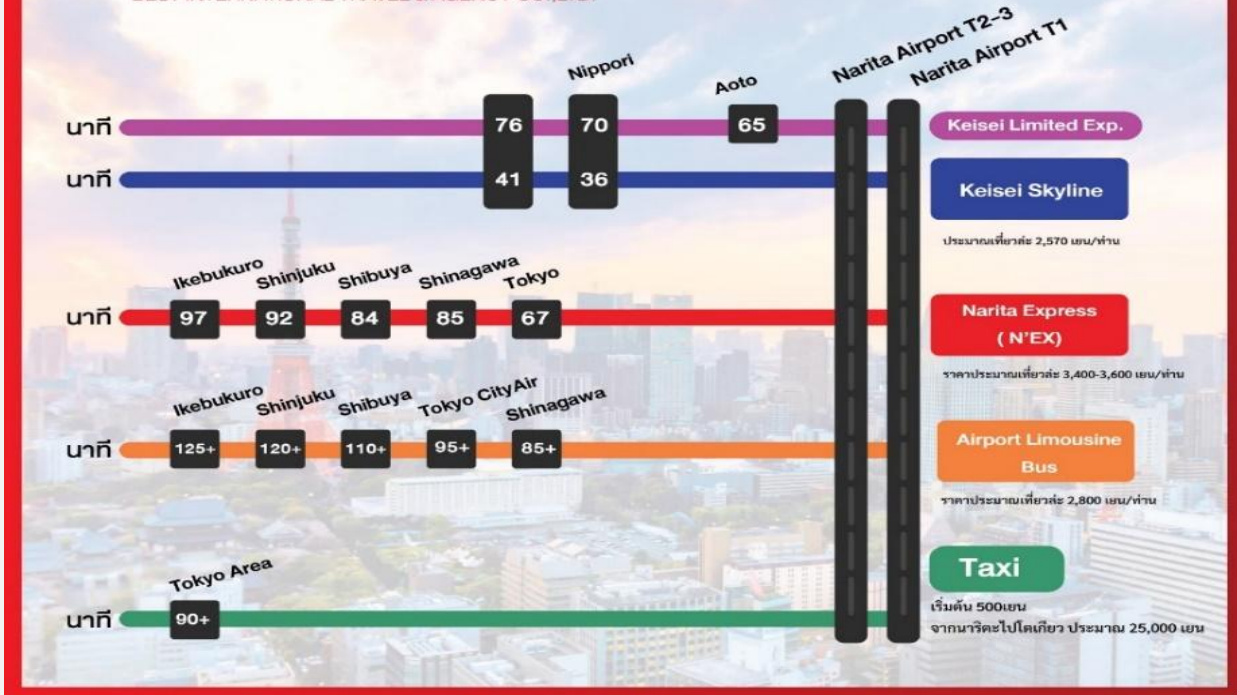 Narita Airport T2-3
Narita Airport T1
Nippori
Aoto
นาที
76
70
65
Keisei Limited Exp.
นาที
41
36
Keisei Skyline
ประมาณเที่ยวล่ะ 2,570 เยน/ท่าน
Ikebukuro
Shinjuku
Shibuya
Shinagawa
Tokyo
นาที
97
92
84
85
67
Narita Express
( N'EX)
ราคาประมาณเที่ยวล่ะ 3,400-3,600 เยน/ท่าน
Ikebukuro
Shinjuku
Shibuya
Tokyo CityAir
Shinagawa
นาที
125+
120+
110+
95+
85+
Airport Limousine
Bus
ราคาประมาณเที่ยวล่ะ 2,800 เยน/ท่าน
Tokyo Area
นาที
90+
Taxi
เริ่มต้น 500เยน
จากนาริตะไปโตเกียว ประมาณ 25,000 เยน